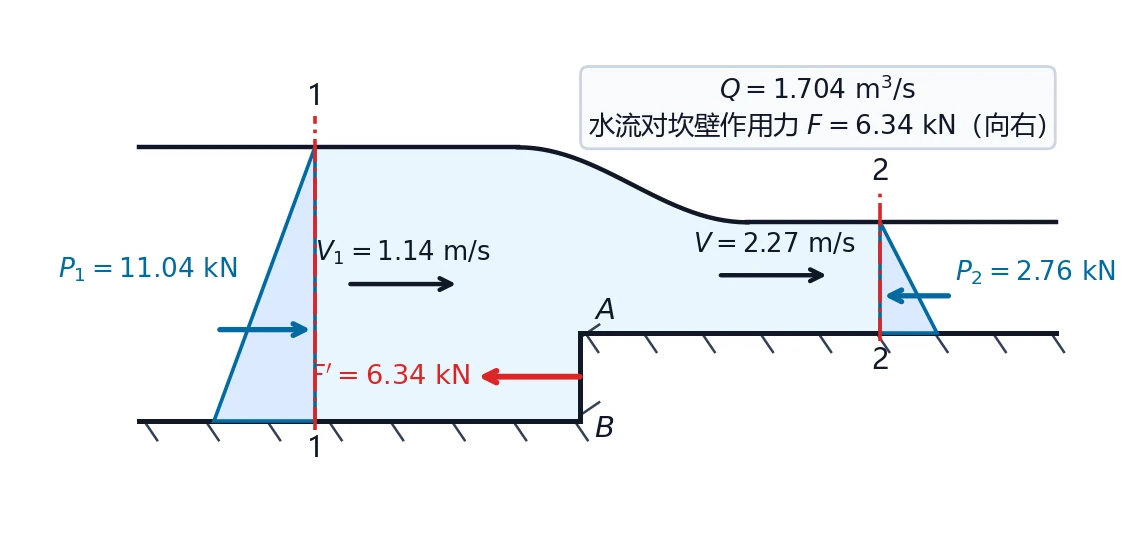 1
Q = 1.704 m³/s
水流对坎壁作用力 F = 6.34 kN（向右）
2
V₁ = 1.14 m/s
V = 2.27 m/s
P₁ = 11.04 kN
P₂ = 2.76 kN
A
2
F′ = 6.34 kN
B
1